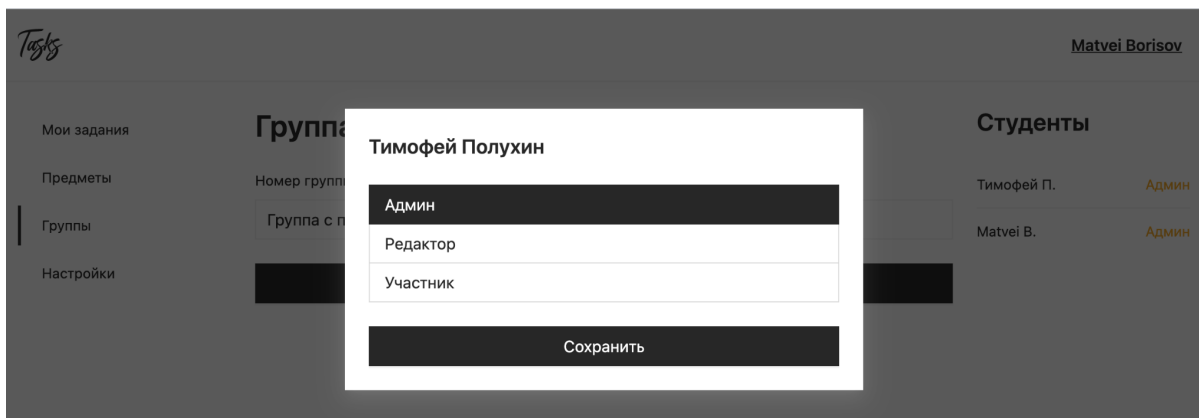 Tasks
Matvei Borisov
Мои задания
Предметы
Группы
Настройки
Группа
Номер групп
Группа с п
Тимофей Полухин
Админ
Редактор
Участник
Сохранить
Студенты
Тимофей П. Админ
Matvei B. Админ